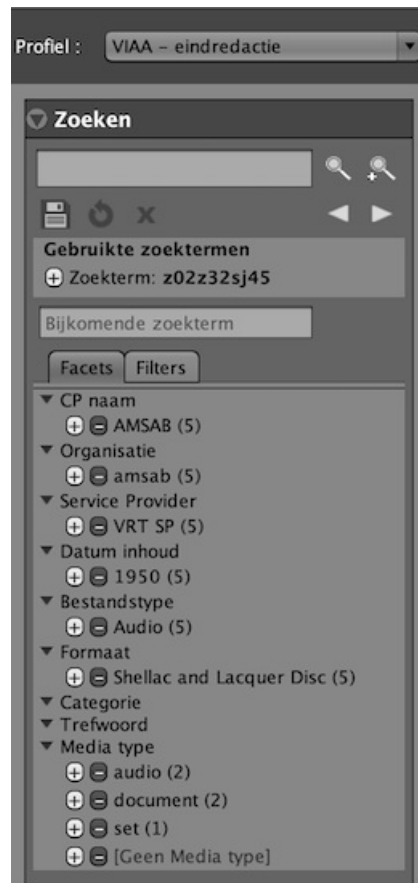 Profiel : VIAA - eindredactie
Zoeken
Gebruikte zoektermen
Zoekterm: z02z32sj45
Bijkomende zoekterm
Facets Filters
CP naam
AMSAB (5)
Organisatie
amsab (5)
Service Provider
VRT SP (5)
Datum inhoud
1950 (5)
Bestandstype
Audio (5)
Formaat
Shellac and Lacquer Disc (5)
Categorie
Trefwoord
Media type
audio (2)
document (2)
set (1)
[Geen Media type]